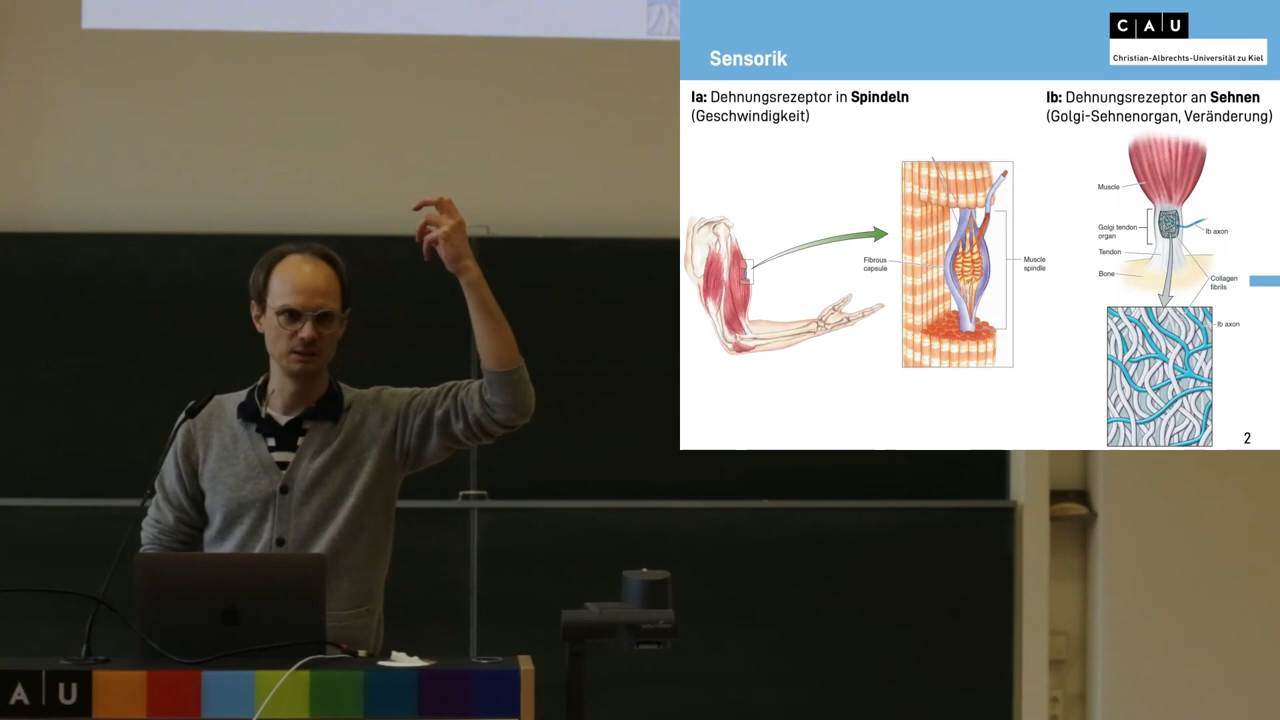 Sensorik
C A U
Christian-Albrechts-Universität zu Kiel
Ia: Dehnungsrezeptor in Spindeln
(Geschwindigkeit)
Ib: Dehnungsrezeptor an Sehnen
(Golgi-Sehnenorgan, Veränderung)
Fibrous
capsule
Muscle
spindle
Muscle
Golgi tendon
organ
Ib axon
Tendon
Bone
Collagen
fibrils
Ib axon
2
A U